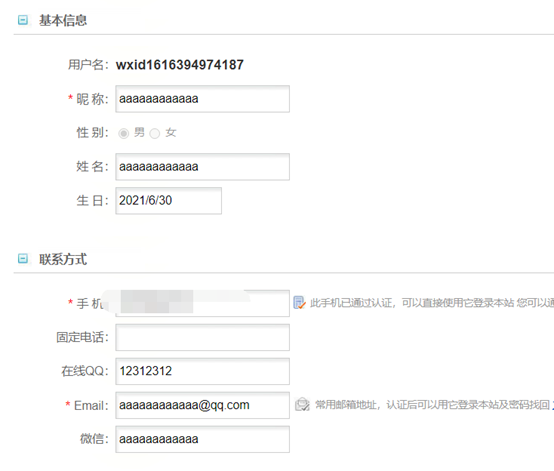 基本信息
用户名: wxid1616394974187
* 昵 称: aaaaaaaaaaaa
性 别: 男 女
姓 名: aaaaaaaaaaaa
生 日: 2021/6/30
联系方式
* 手 机 此手机已通过认证，可以直接使用它登录本站 您可以通
固定电话:
在线QQ: 12312312
* Email: aaaaaaaaaaaa@qq.com 常用邮箱地址，认证后可以用它登录本站及密码找回
微信: aaaaaaaaaaaa